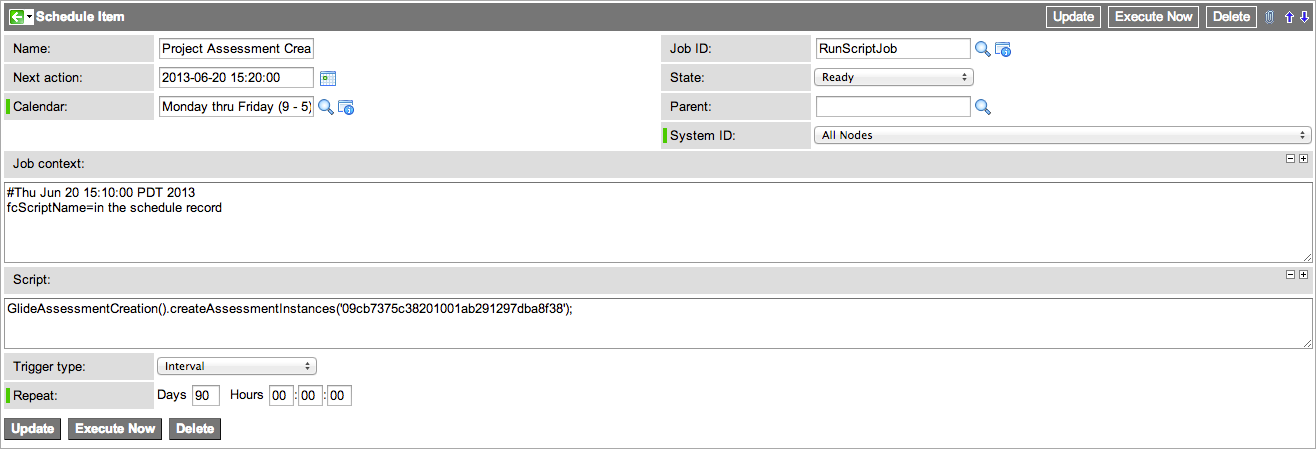 Schedule Item Update Execute Now Delete
Name: Project Assessment Crea Job ID: RunScriptJob
Next action: 2013-06-20 15:20:00 State: Ready
Calendar: Monday thru Friday (9 - 5) Parent:
System ID: All Nodes
Job context:
#Thu Jun 20 15:10:00 PDT 2013
fcScriptName=in the schedule record
Script:
GlideAssessmentCreation().createAssessmentInstances('09cb7375c38201001ab291297dba8f38');
Trigger type: Interval
Repeat: Days 90 Hours 00:00:00
Update Execute Now Delete